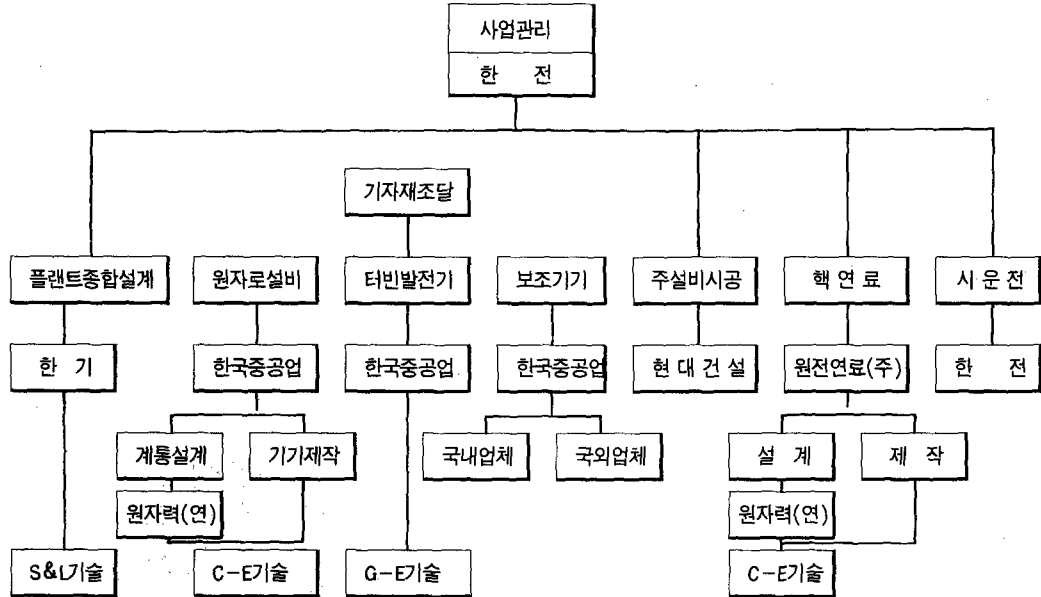 사업관리
한 전
기자재조달
플랜트종합설계 원자로설비 터빈발전기 보조기기 주설비시공 핵 연 료 시 운 전
한 기 한국중공업 한국중공업 한국중공업 현 대 건 설 원전연료(주) 한 전
계통설계 기기제작 국내업체 국외업체 설 계 제 작
원자력(연) 원자력(연)
S&L기술 C-E기술 G-E기술 C-E기술